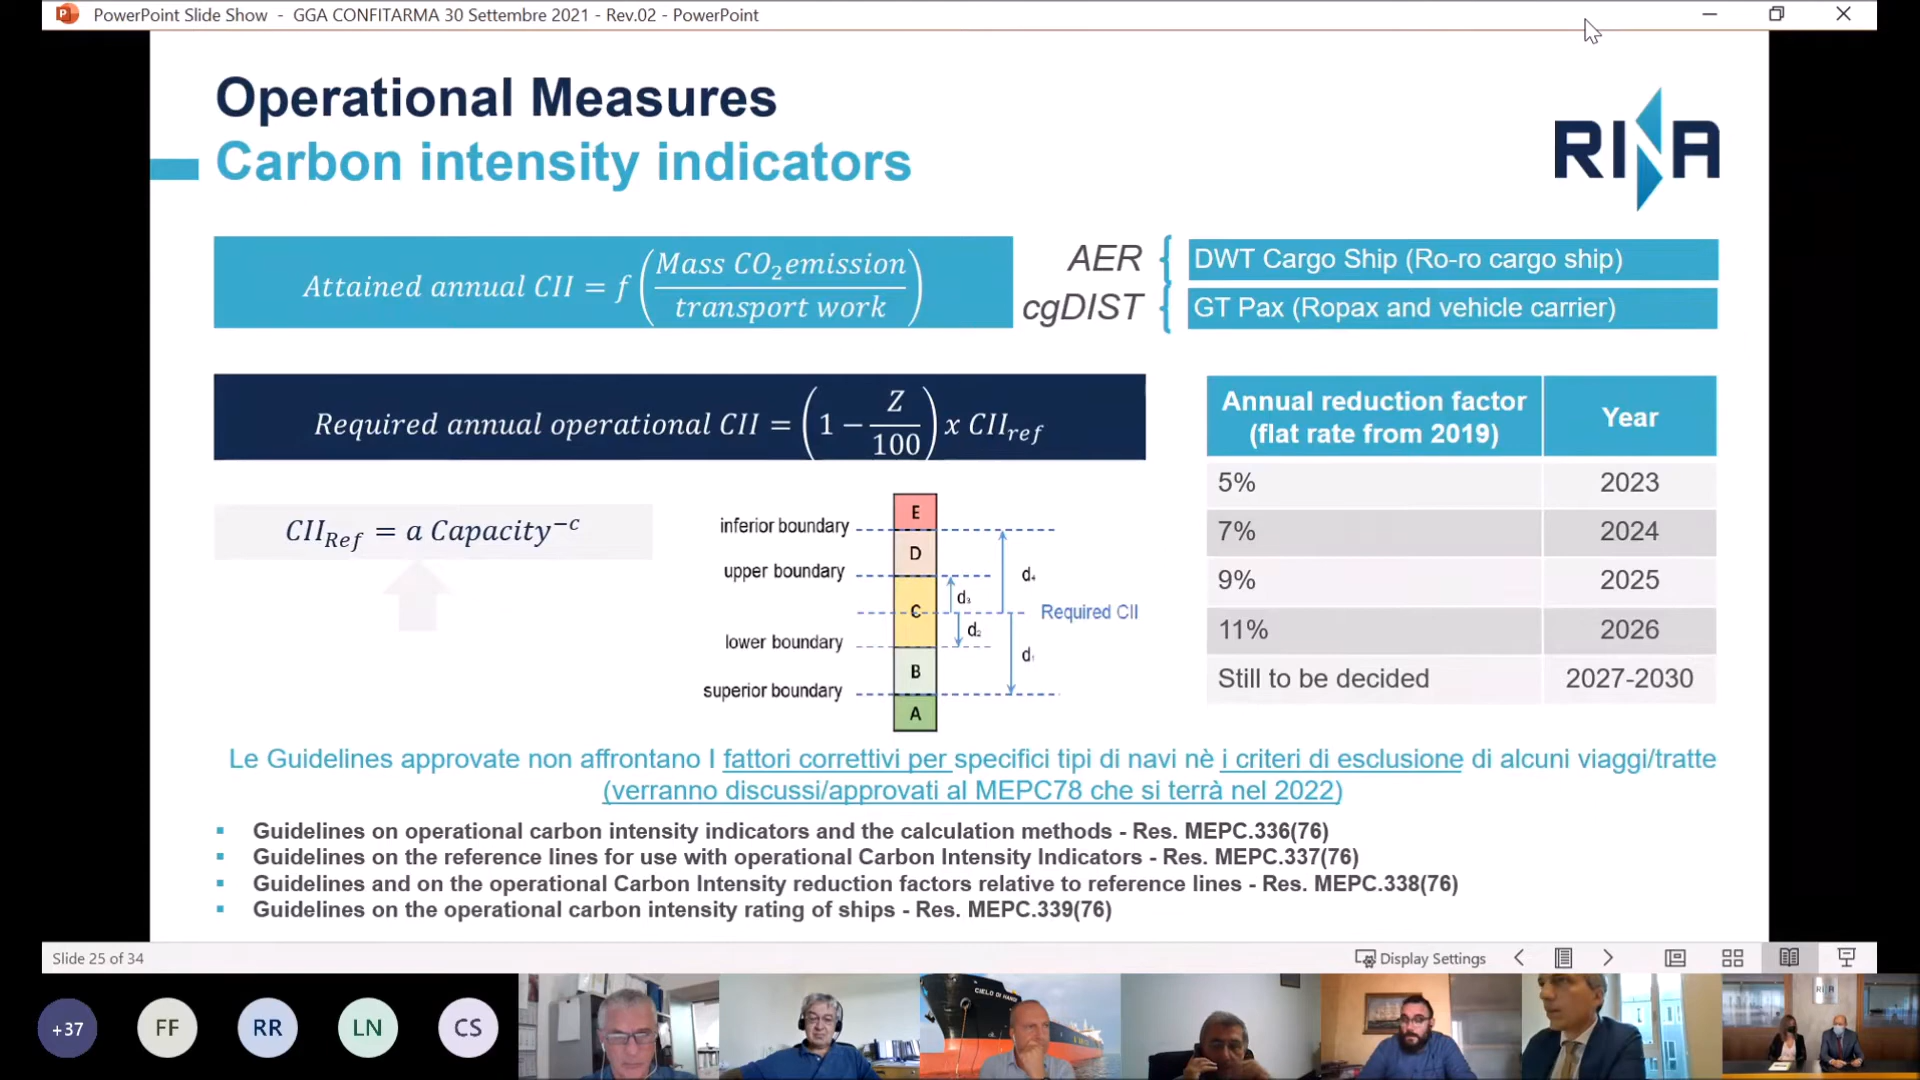 PowerPoint Slide Show - GGA CONFITARMA 30 Settembre 2021 - Rev.02 - PowerPoint
Operational Measures
Carbon intensity indicators
RINA
Attained annual CII = f (Mass CO₂emission / transport work)
AER
DWT Cargo Ship (Ro-ro cargo ship)
cgDIST
GT Pax (Ropax and vehicle carrier)
Required annual operational CII = (1 − Z/100) x CII_ref
Annual reduction factor (flat rate from 2019) Year
5% 2023
7% 2024
9% 2025
11% 2026
Still to be decided 2027-2030
CII_Ref = a Capacity^−c
E
inferior boundary
D
upper boundary
d₄
d₃
C
Required CII
d₂
lower boundary
d₁
B
superior boundary
A
Le Guidelines approvate non affrontano I fattori correttivi per specifici tipi di navi nè i criteri di esclusione di alcuni viaggi/tratte
(verranno discussi/approvati al MEPC78 che si terrà nel 2022)
▪ Guidelines on operational carbon intensity indicators and the calculation methods - Res. MEPC.336(76)
▪ Guidelines on the reference lines for use with operational Carbon Intensity Indicators - Res. MEPC.337(76)
▪ Guidelines and on the operational Carbon Intensity reduction factors relative to reference lines - Res. MEPC.338(76)
▪ Guidelines on the operational carbon intensity rating of ships - Res. MEPC.339(76)
Slide 25 of 34
Display Settings
+37
FF
RR
LN
CS
CIELO DI HANOI
RINA